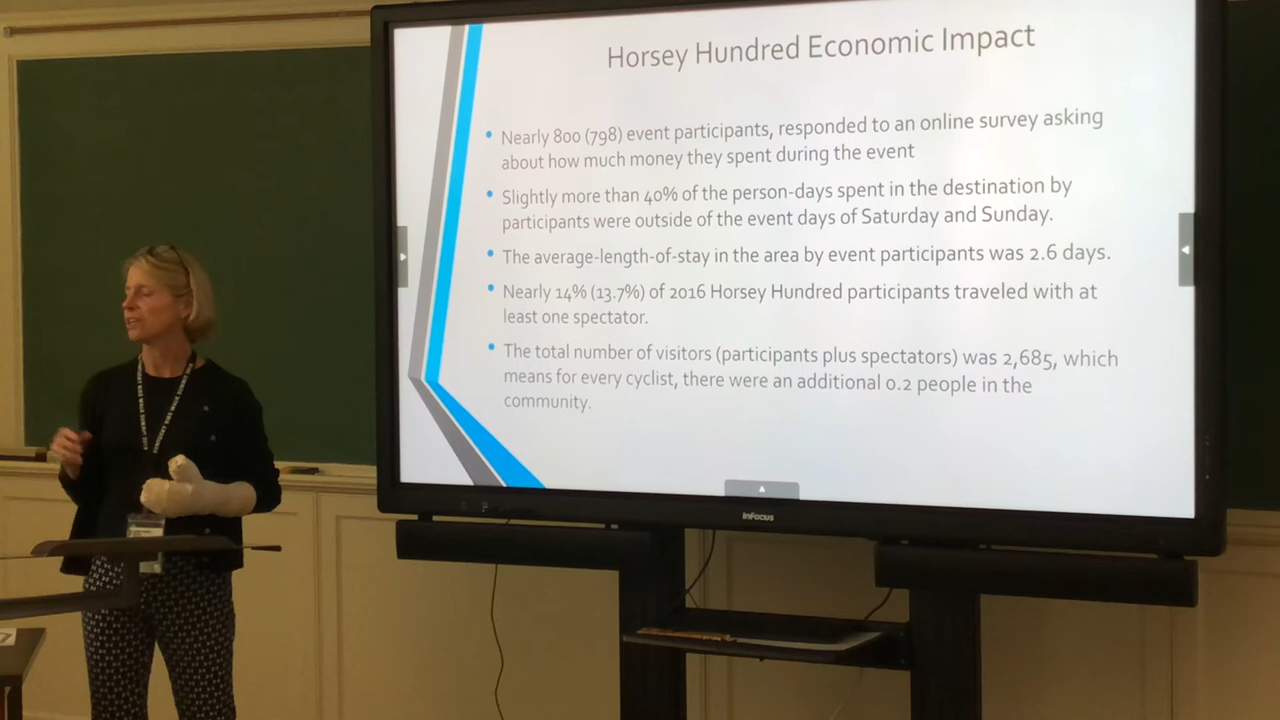 Horsey Hundred Economic Impact
• Nearly 800 (798) event participants, responded to an online survey asking
about how much money they spent during the event
• Slightly more than 40% of the person-days spent in the destination by
participants were outside of the event days of Saturday and Sunday.
• The average-length-of-stay in the area by event participants was 2.6 days.
• Nearly 14% (13.7%) of 2016 Horsey Hundred participants traveled with at
least one spectator.
• The total number of visitors (participants plus spectators) was 2,685, which
means for every cyclist, there were an additional 0.2 people in the
community.
InFocus
7